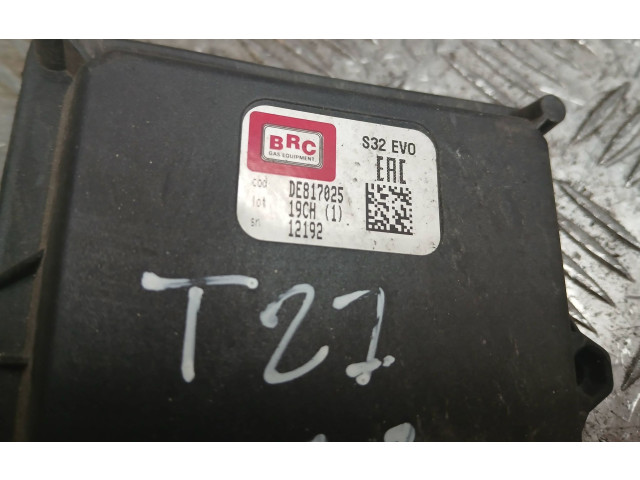 BRC
GAS EQUIPMENT
S32 EVO
EAC
cod DE817025
lot 19CH (1)
sn 12192
T27